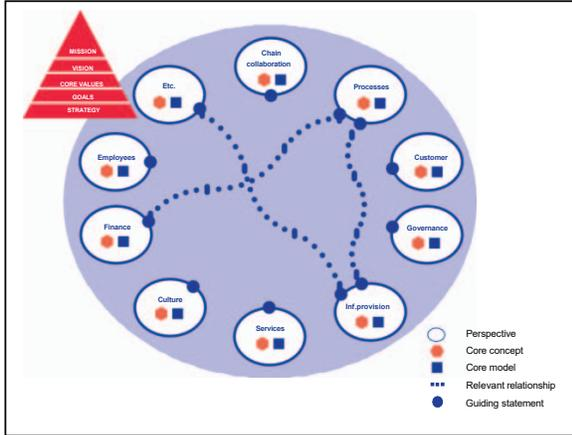 MISSION
VISION
CORE VALUES
GOALS
STRATEGY
Chain
collaboration
Etc.
Processes
Employees
Customer
Finance
Governance
Culture
Inf.provision
Services
Perspective
Core concept
Core model
Relevant relationship
Guiding statement